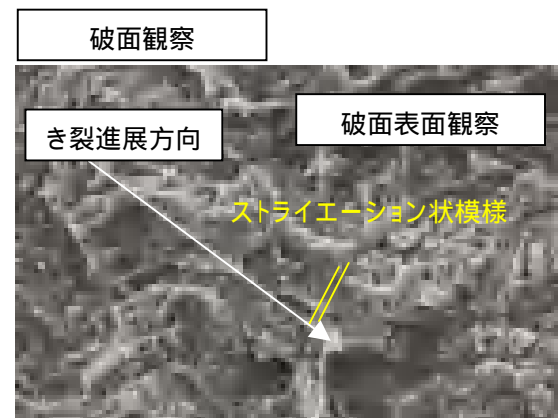 破面観察
破面表面観察
き裂進展方向
ストライエーション状模様